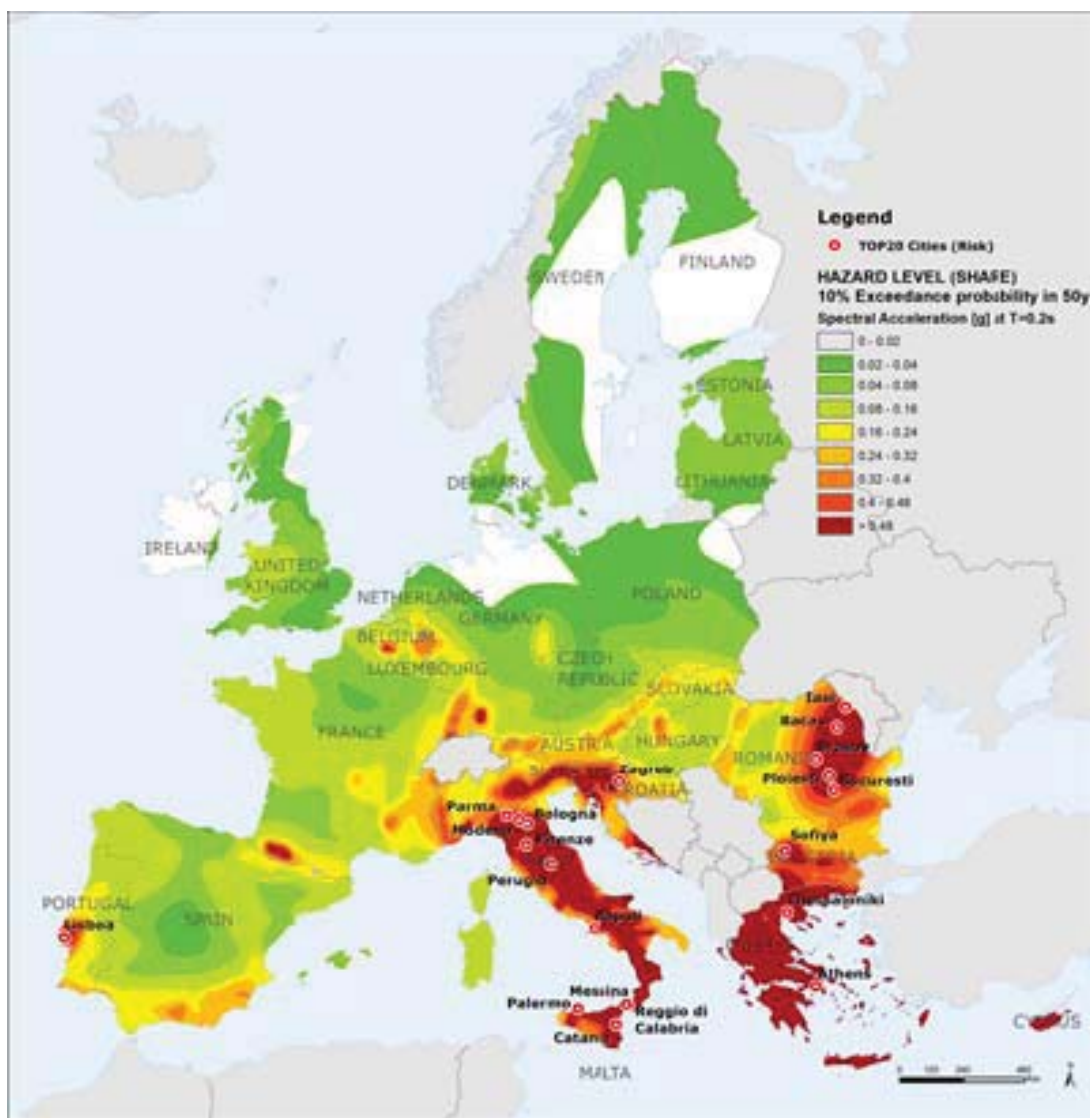 Legend
TOP20 Cities (Risk)
HAZARD LEVEL (SHARE)
10% Exceedance probability in 50y
Spectral Acceleration [g] at T=0.2s
0 - 0.02
0.02 - 0.04
0.04 - 0.08
0.08 - 0.16
0.16 - 0.24
0.24 - 0.32
0.32 - 0.4
0.4 - 0.48
> 0.48
FINLAND
SWEDEN
ESTONIA
LATVIA
LITHUANIA
DENMARK
IRELAND
UNITED
KINGDOM
NETHERLANDS
GERMANY
POLAND
BELGIUM
LUXEMBOURG
CZECH
REPUBLIC
SLOVAKIA
FRANCE
AUSTRIA
HUNGARY
ROMANIA
Iasi
Bacau
Ploiesti
Bucuresti
Zagreb
CROATIA
Parma
Bologna
Modena
Firenze
Perugia
Sofiya
PORTUGAL
Lisboa
SPAIN
Napoli
Thessaloniki
Athens
Messina
Palermo
Reggio di
Calabria
Catania
MALTA
CYPRUS
N